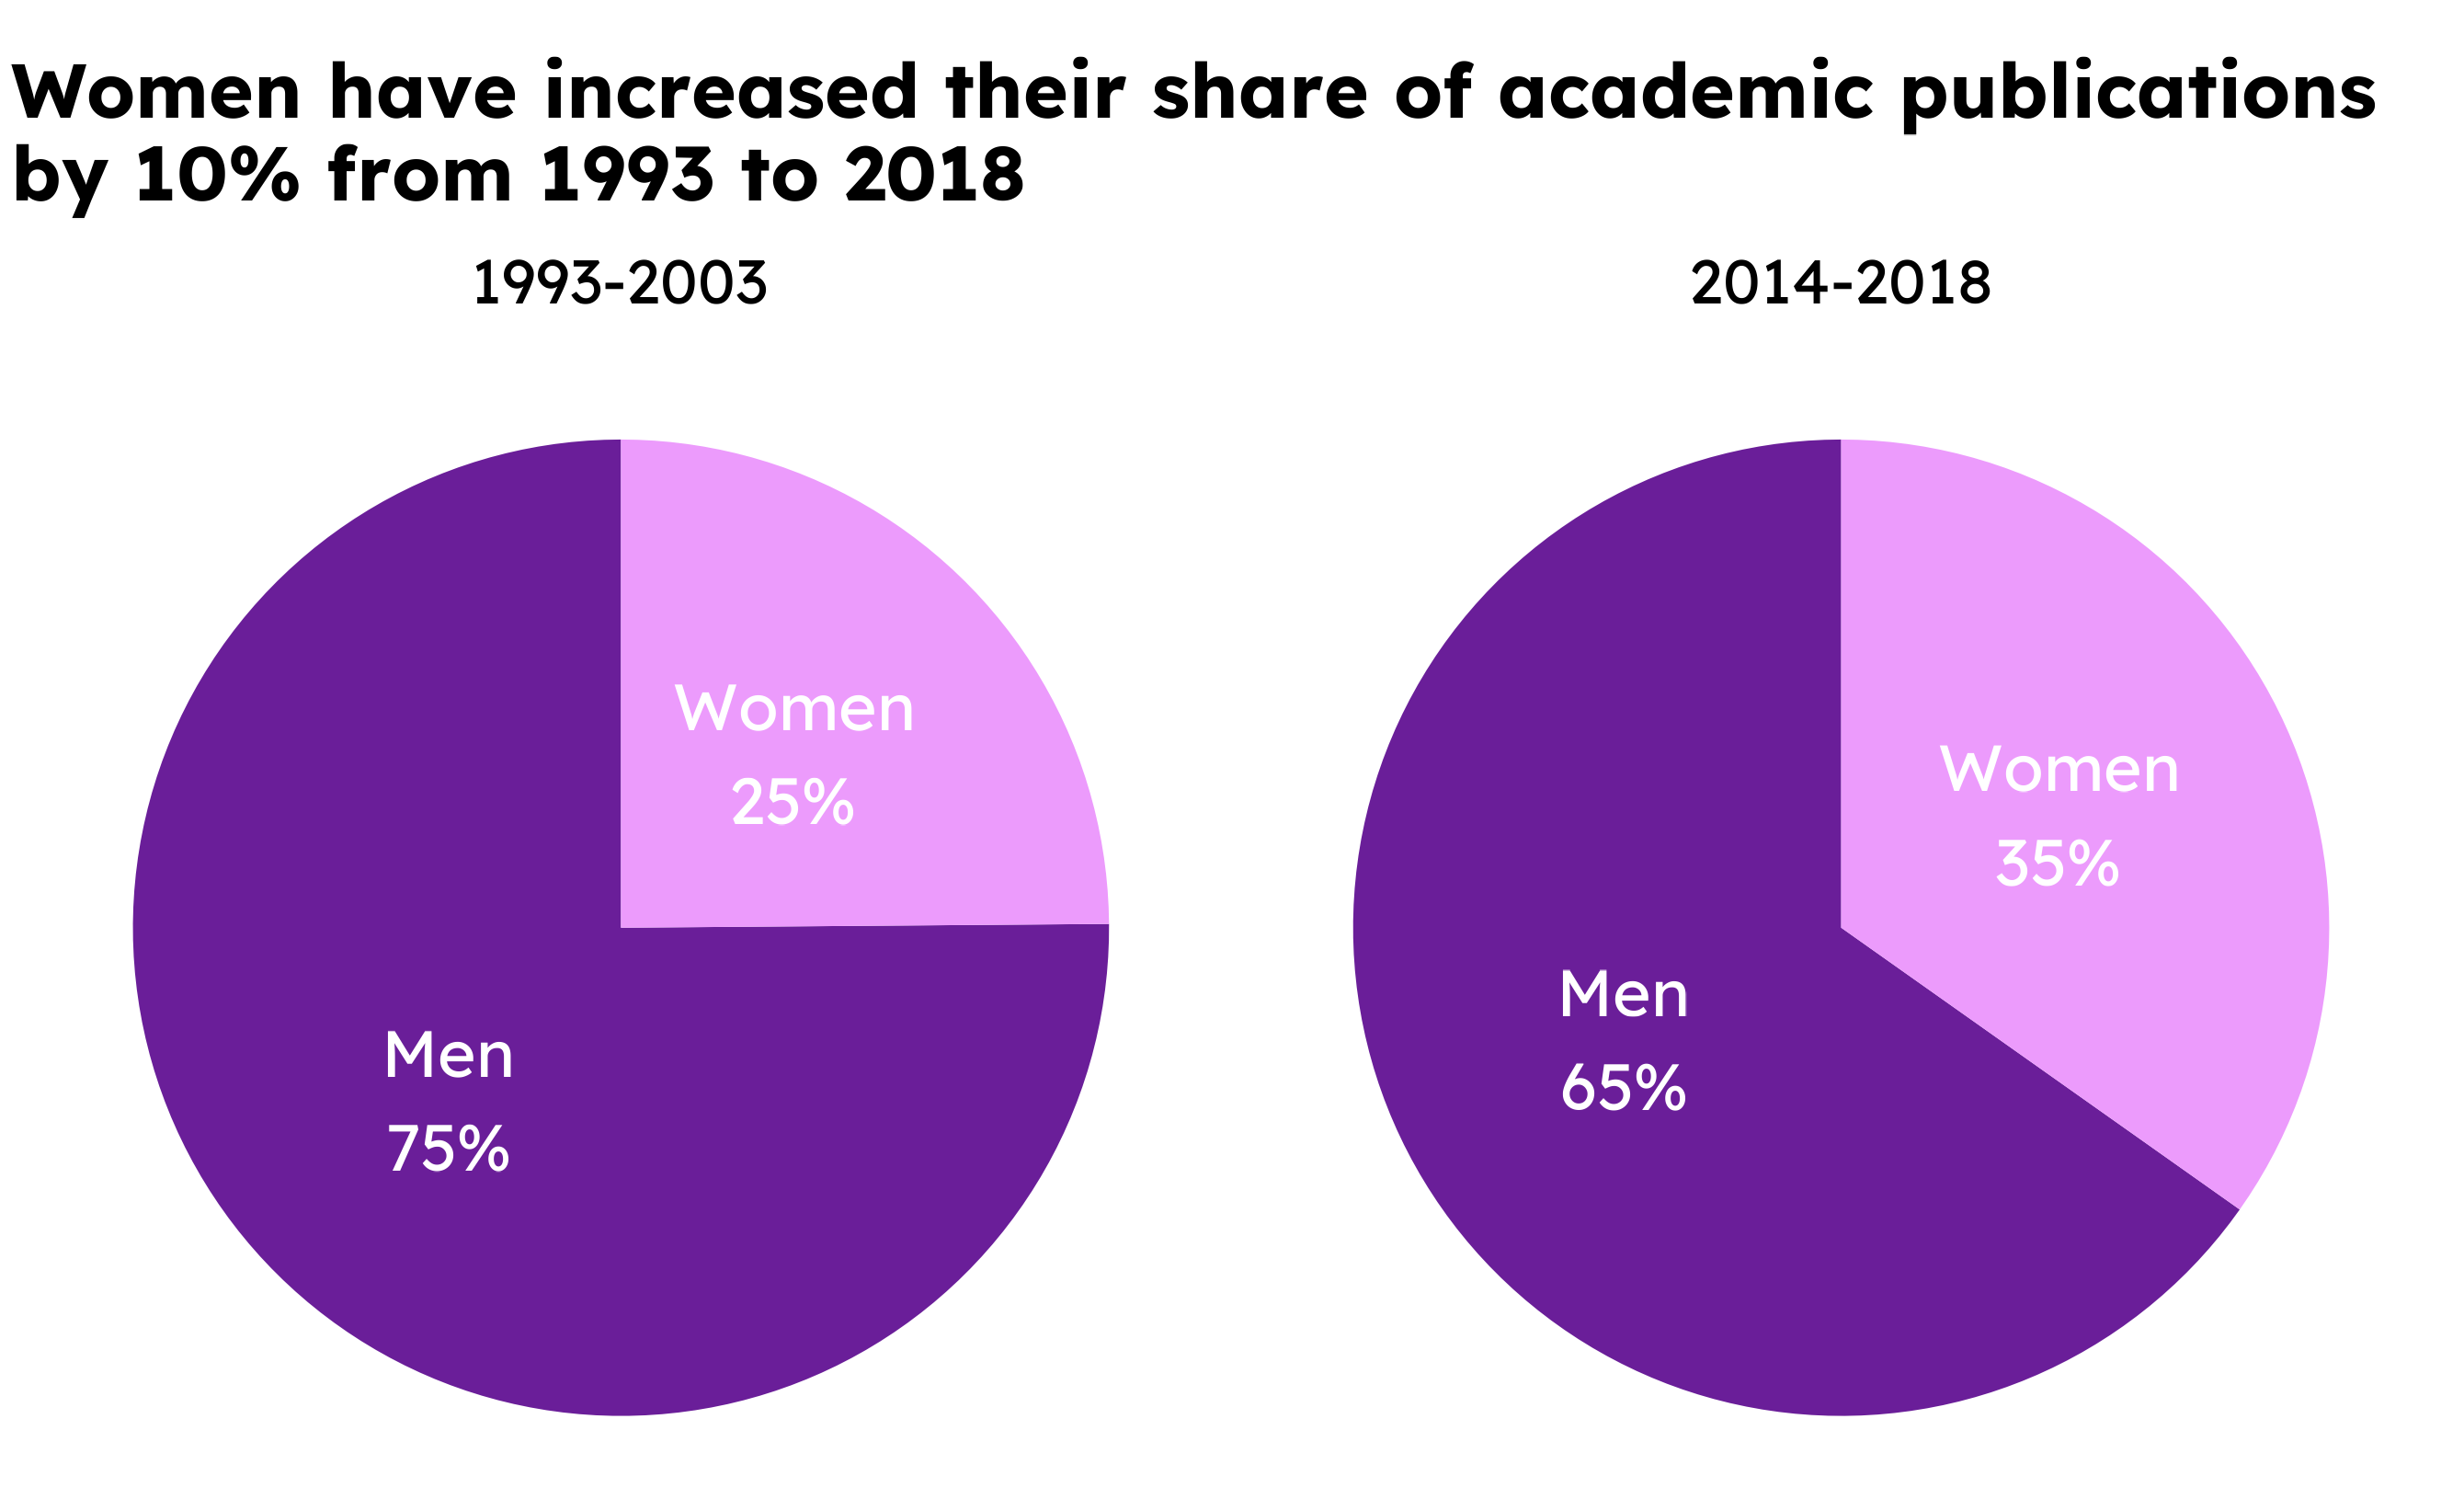 Women have increased their share of academic publications
by 10% from 1993 to 2018
1993-2003
2014-2018
Women
25%
Men
75%
Women
35%
Men
65%